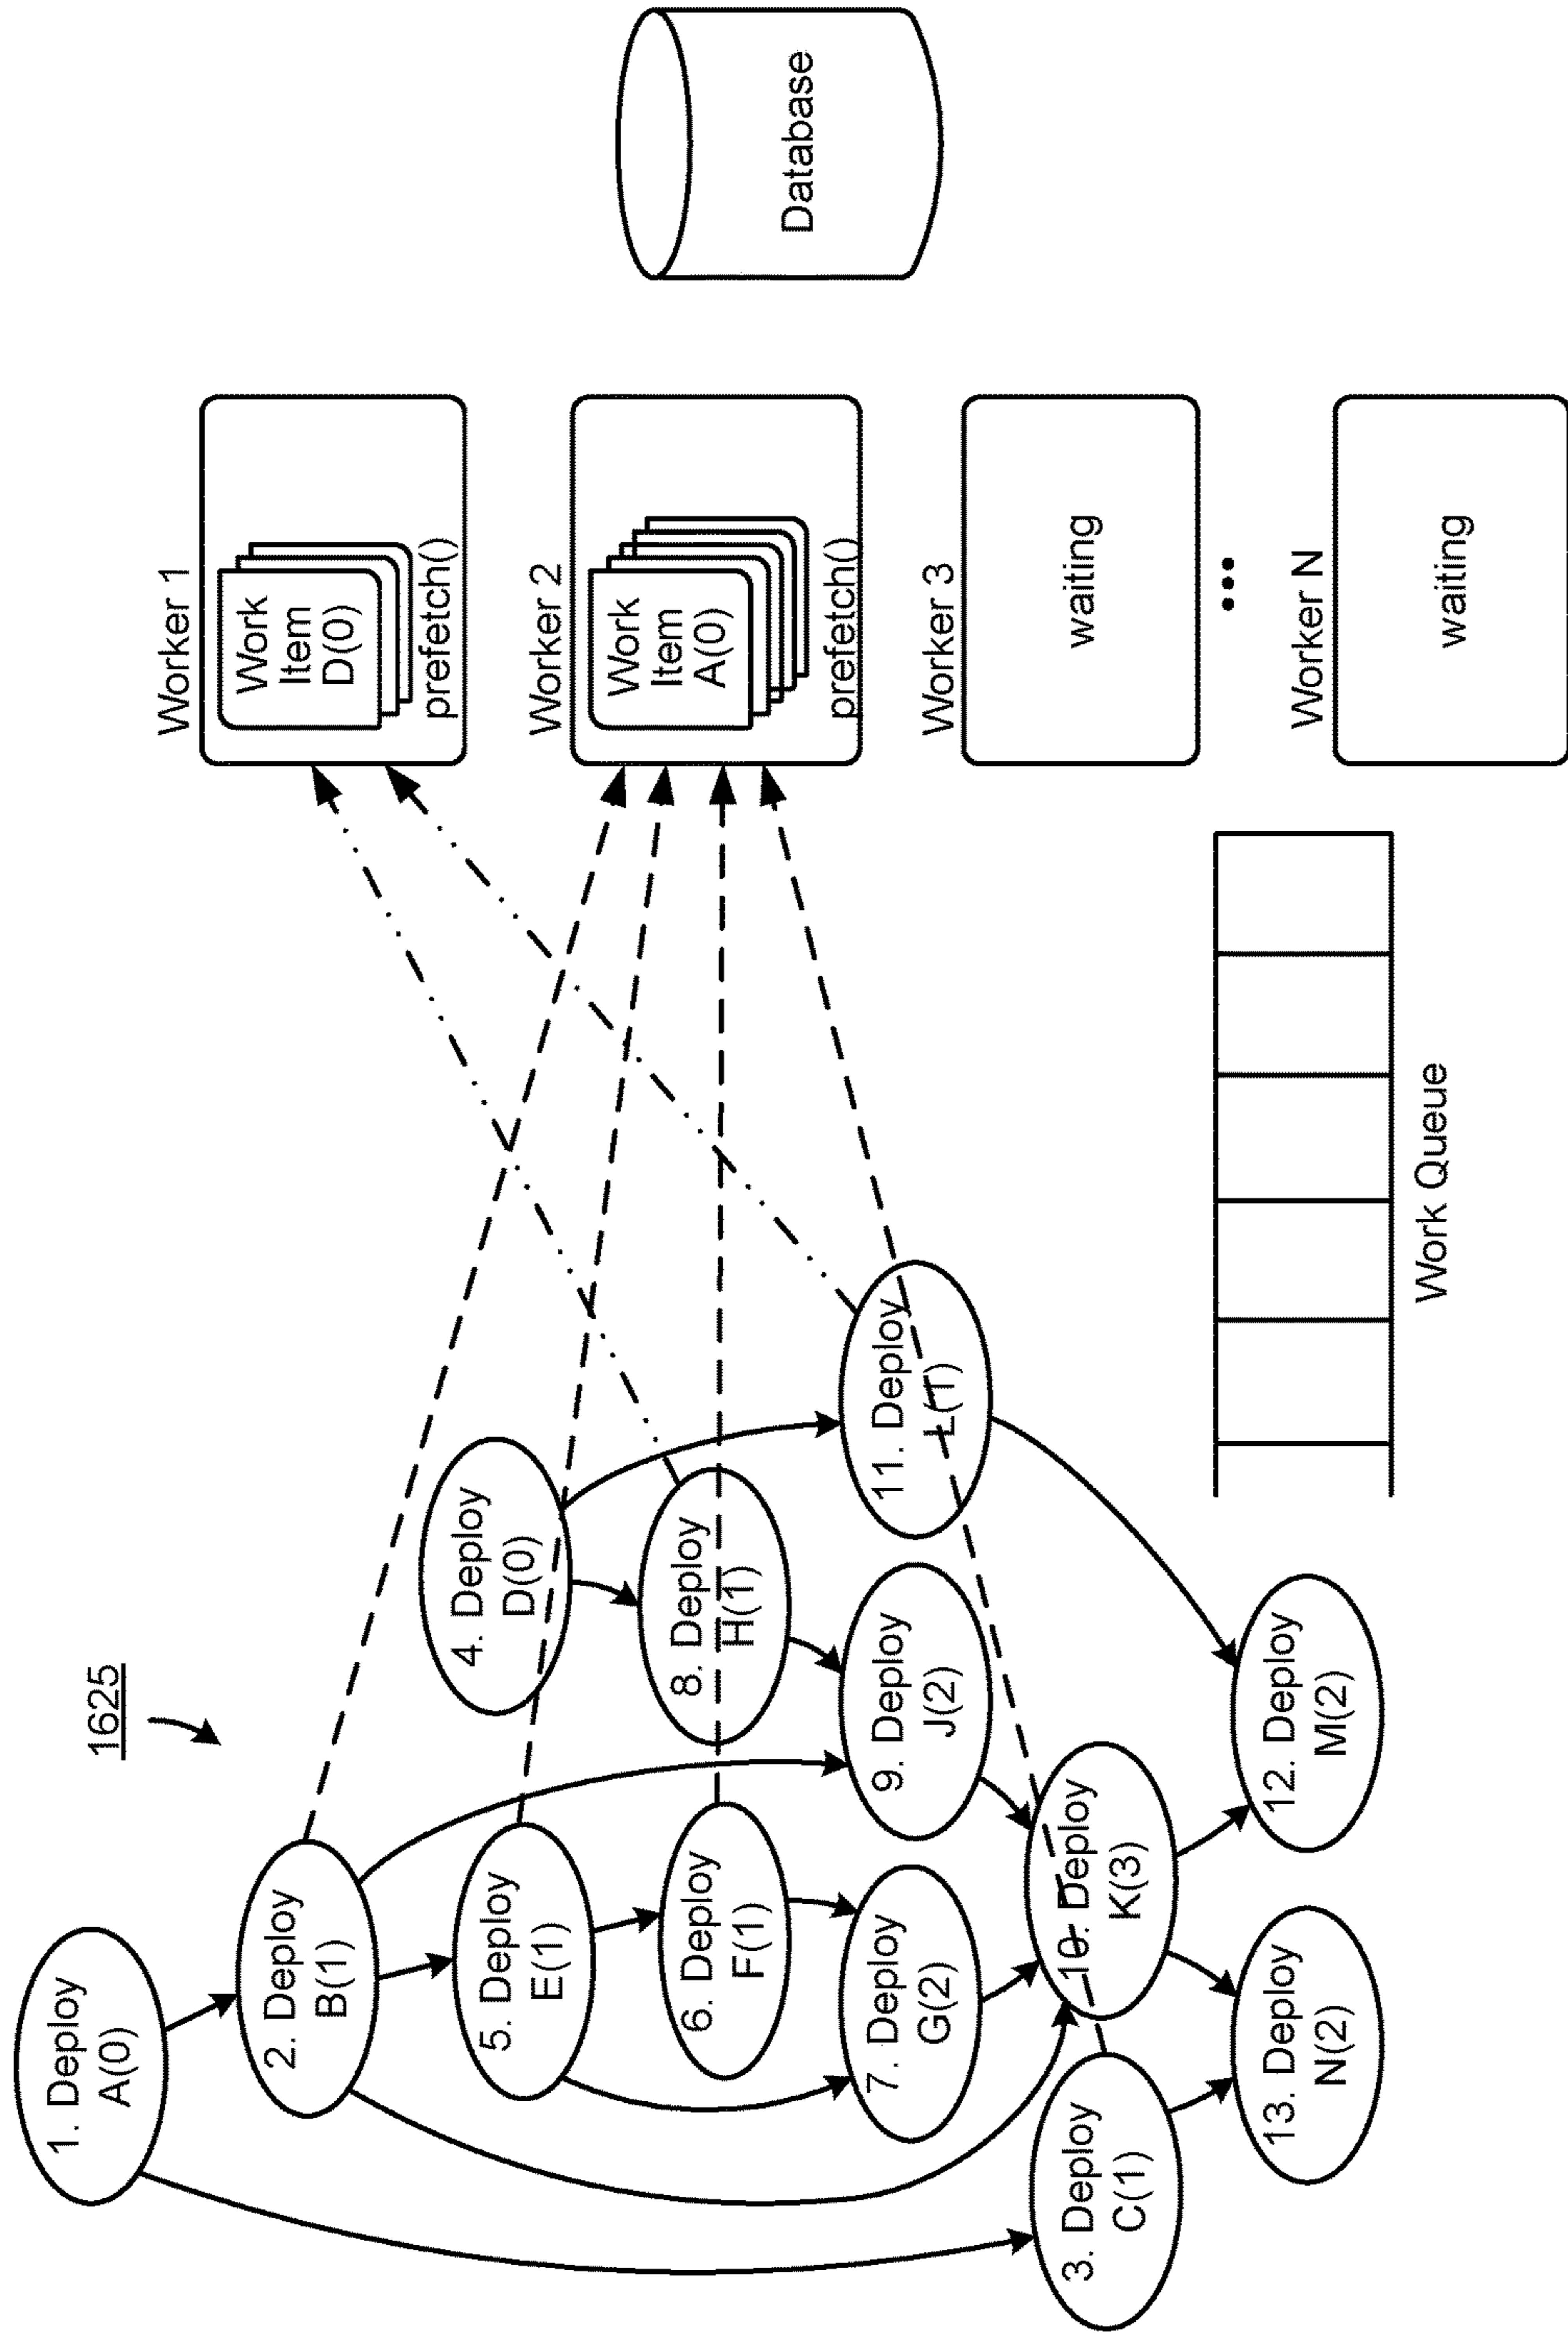 1625
1. Deploy
A(0)
2. Deploy
B(1)
5. Deploy
E(1)
6. Deploy
F(1)
7. Deploy
G(2)
3. Deploy
C(1)
4. Deploy
D(0)
8. Deploy
H(1)
9. Deploy
J(2)
10. Deploy
K(3)
11. Deploy
L(1)
12. Deploy
M(2)
13. Deploy
N(2)
Work Queue
Worker 1
Work
Item
D(0)
prefetch()
Worker 2
Work
Item
A(0)
prefetch()
Worker 3
waiting
•••
Worker N
waiting
Database